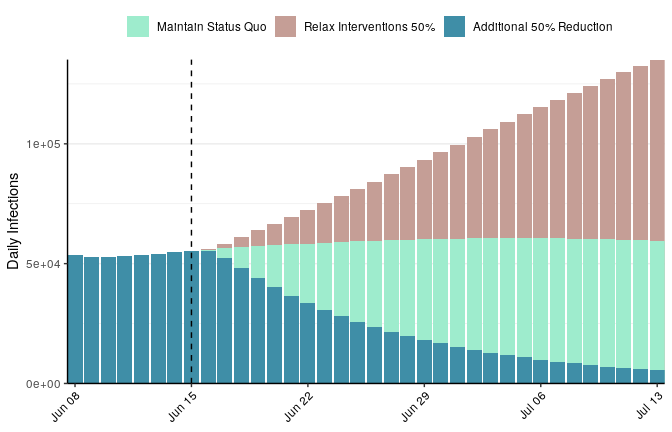 Maintain Status Quo Relax Interventions 50% Additional 50% Reduction
Daily Infections
1e+05
5e+04
0e+00
Jun 08 Jun 15 Jun 22 Jun 29 Jul 06 Jul 13